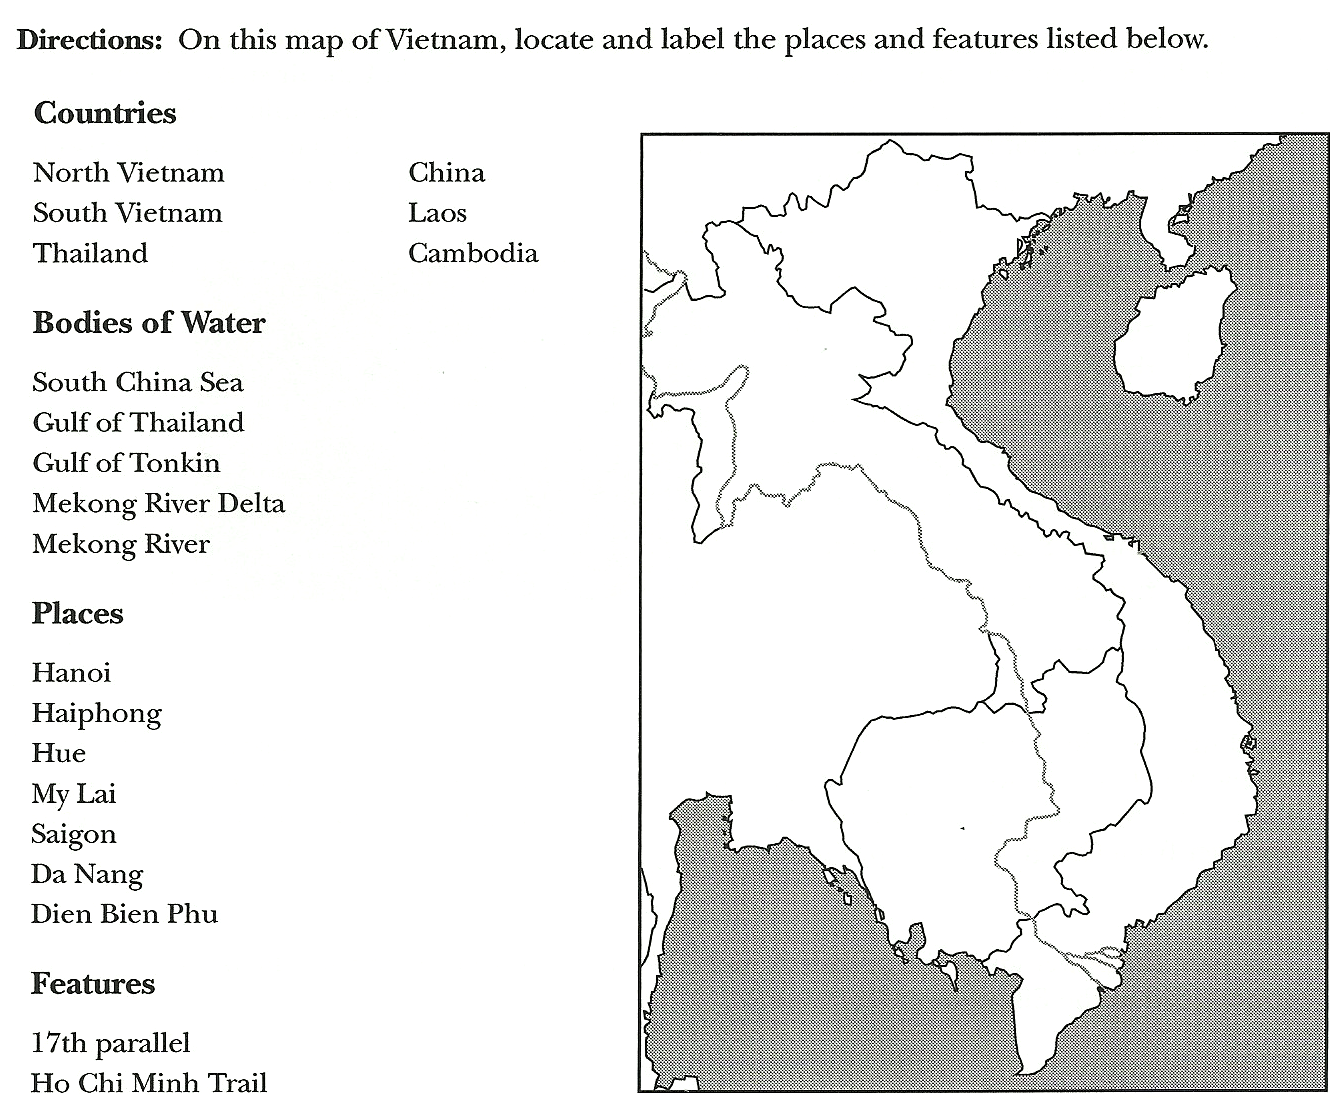 Directions: On this map of Vietnam, locate and label the places and features listed below.
Countries
North Vietnam
South Vietnam
Thailand
China
Laos
Cambodia
Bodies of Water
South China Sea
Gulf of Thailand
Gulf of Tonkin
Mekong River Delta
Mekong River
Places
Hanoi
Haiphong
Hue
My Lai
Saigon
Da Nang
Dien Bien Phu
Features
17th parallel
Ho Chi Minh Trail